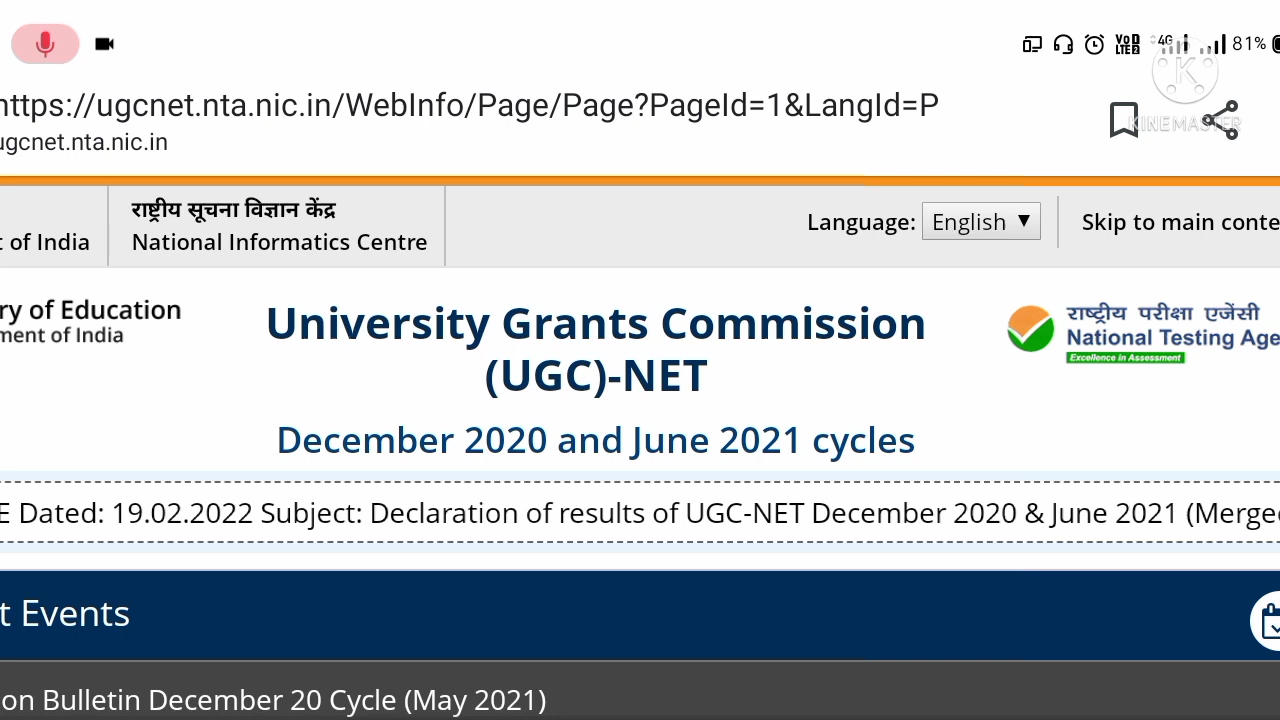 VoD 4G 81%
LTE2
https://ugcnet.nta.nic.in/WebInfo/Page/Page?PageId=1&LangId=P
ugcnet.nta.nic.in
K
KINEMASTER
राष्ट्रीय सूचना विज्ञान केंद्र
t of India National Informatics Centre
Language: English ▼ Skip to main conte
ry of Education
ment of India
University Grants Commission
(UGC)-NET
राष्ट्रीय परीक्षा एजेंसी
National Testing Age
Excellence in Assessment
December 2020 and June 2021 cycles
E Dated: 19.02.2022 Subject: Declaration of results of UGC-NET December 2020 & June 2021 (Merge
t Events
on Bulletin December 20 Cycle (May 2021)